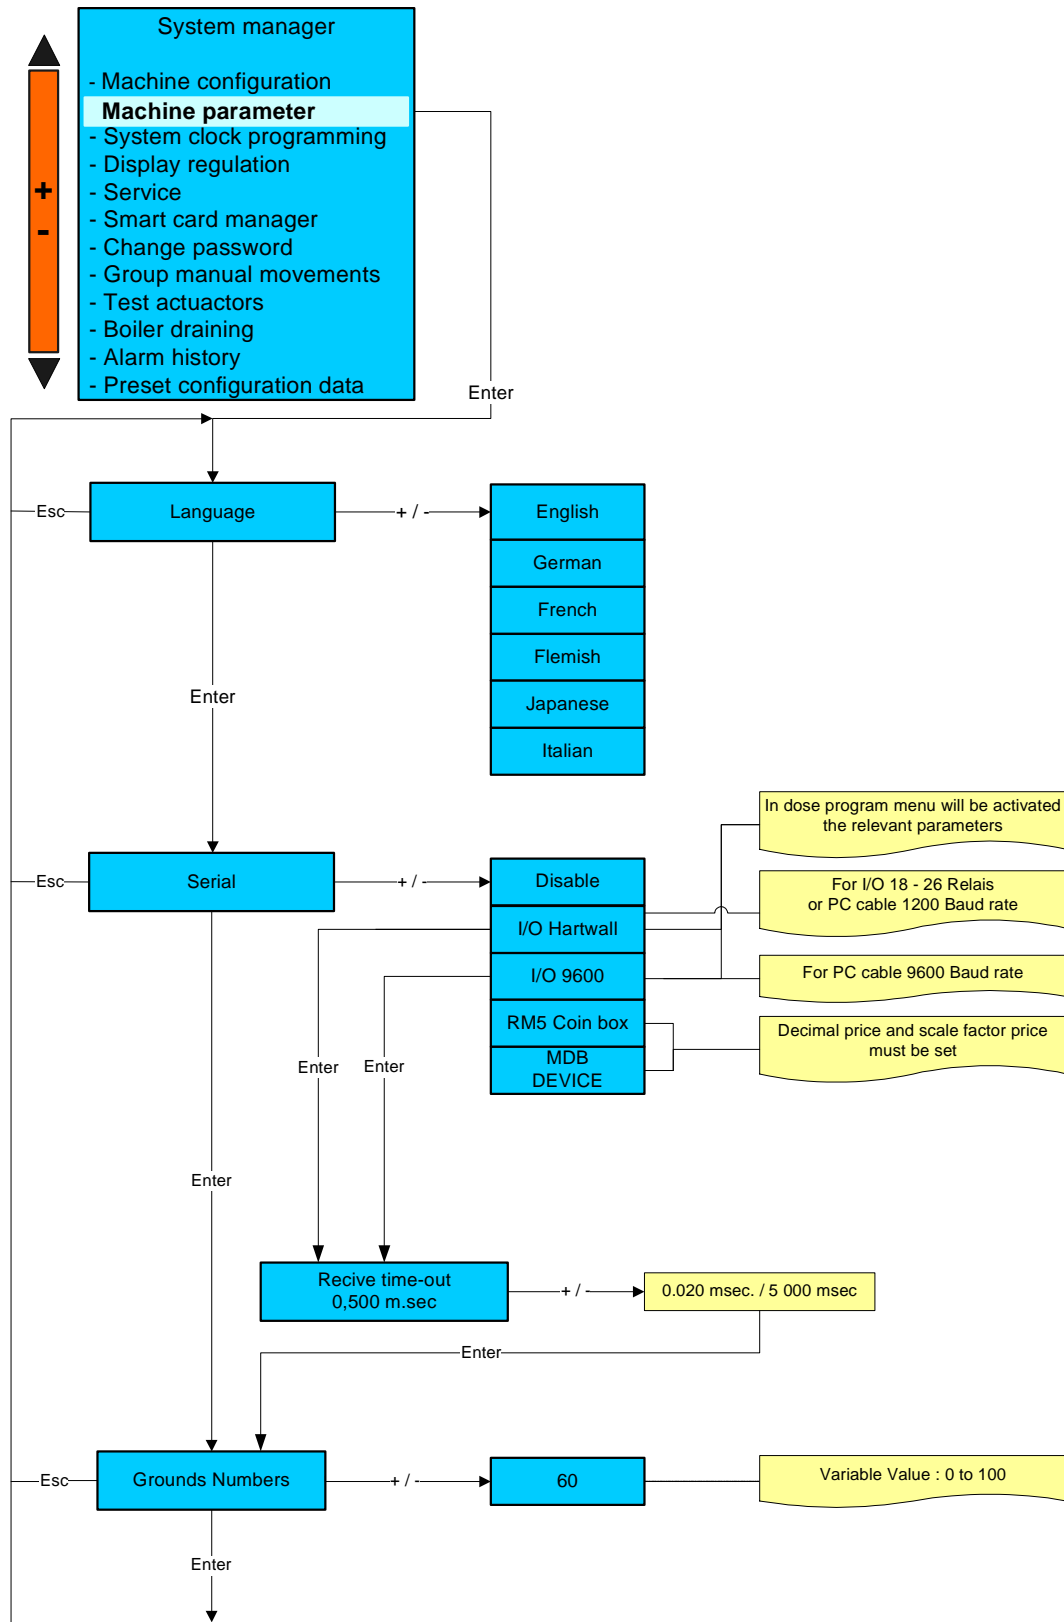 System manager
- Machine configuration
Machine parameter
- System clock programming
- Display regulation
- Service
- Smart card manager
- Change password
- Group manual movements
- Test actuactors
- Boiler draining
- Alarm history
- Preset configuration data
+
-
Enter
Esc
Language
+ / -
English
German
French
Flemish
Japanese
Italian
Enter
In dose program menu will be activated
the relevant parameters
Esc
Serial
+ / -
Disable
I/O Hartwall
I/O 9600
RM5 Coin box
MDB
DEVICE
For I/O 18 - 26 Relais
or PC cable 1200 Baud rate
For PC cable 9600 Baud rate
Decimal price and scale factor price
must be set
Enter
Enter
Enter
Recive time-out
0,500 m.sec
+ / -
0.020 msec. / 5 000 msec
Enter
Esc
Grounds Numbers
+ / -
60
Variable Value : 0 to 100
Enter